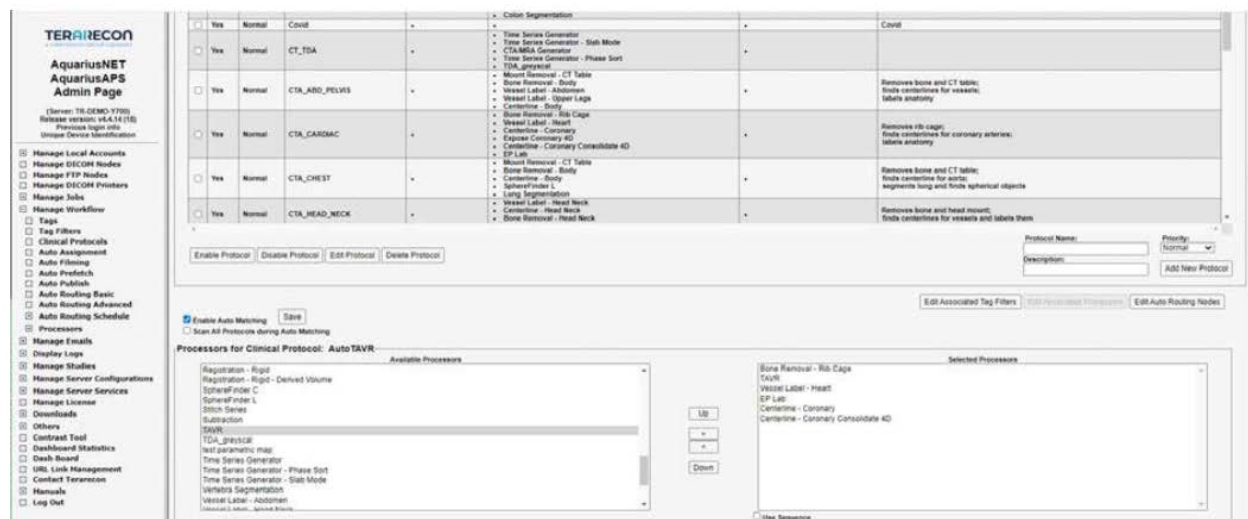 TERARECON
AquariusNET
AquariusAPS
Admin Page
(Server: TR-DEMO-Y700)
Release version: v4.4.14 (18)
Previous login info
Unique Device Identification
Manage Local Accounts
Manage DICOM Nodes
Manage FTP Nodes
Manage DICOM Printers
Manage Jobs
Manage Workflow
Tags
Tag Filters
Clinical Protocols
Auto Assignment
Auto Filming
Auto Prefetch
Auto Publish
Auto Routing Basic
Auto Routing Advanced
Auto Routing Schedule
Processors
Manage Emails
Display Logs
Manage Studies
Manage Server Configurations
Manage Server Services
Manage License
Downloads
Others
Contrast Tool
Dashboard Statistics
Dash Board
URL Link Management
Contact Terarecon
Manuals
Log Out
Colon Segmentation
Yes Normal Covid Covid
Yes Normal CT_TDA
Time Series Generator
Time Series Generator - Slab Mode
CTA/MRA Generator
Time Series Generator - Phase Sort
TDA_greyscal
Yes Normal CTA_ABD_PELVIS
Mount Removal - CT Table
Bone Removal - Body
Vessel Label - Abdomen
Vessel Label - Upper Legs
Centerline - Body
Removes bone and CT table;
finds centerlines for vessels;
labels anatomy
Yes Normal CTA_CARDIAC
Bone Removal - Rib Cage
Vessel Label - Heart
Centerline - Coronary
Expose Coronary 4D
Centerline - Coronary Consolidate 4D
EP Lab
Removes rib cage;
finds centerlines for coronary arteries;
labels anatomy
Yes Normal CTA_CHEST
Mount Removal - CT Table
Bone Removal - Body
Centerline - Body
SphereFinder L
Lung Segmentation
Removes bone and CT table;
finds centerline for aorta;
segments long and finds spherical objects
Yes Normal CTA_HEAD_NECK
Vessel Label - Head Neck
Centerline - Head Neck
Bone Removal - Head Neck
Removes bone and head mount;
finds centerlines for vessels and labels them
Enable Protocol Disable Protocol Edit Protocol Delete Protocol
Protocol Name: Priority:
Normal
Description:
Add New Protocol
Edit Associated Tag Filters Edit Associated Processors Edit Auto Routing Nodes
Enable Auto Matching Save
Scan All Protocols during Auto Matching
Processors for Clinical Protocol: AutoTAVR
Available Processors
Registration - Rigid
Registration - Rigid - Derived Volume
SphereFinder C
SphereFinder L
Stitch Series
Subtraction
TAVR
TDA_greyscal
test parametric map
Time Series Generator
Time Series Generator - Phase Sort
Time Series Generator - Slab Mode
Vertebra Segmentation
Vessel Label - Abdomen
Vessel Label - Head Neck
Up
Down
Selected Processors
Bone Removal - Rib Cage
TAVR
Vessel Label - Heart
EP Lab
Centerline - Coronary
Centerline - Coronary Consolidate 4D
Use Sequence